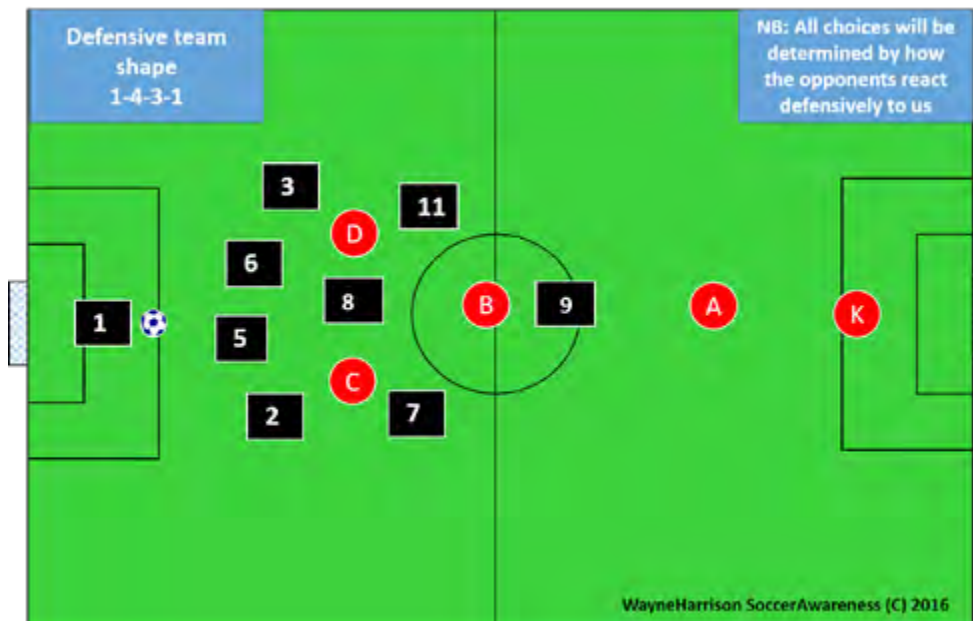 Defensive team
shape
1-4-3-1
NB: All choices will be
determined by how
the opponents react
defensively to us
3
11
D
6
8
B
9
A
K
1
5
C
2
7
WayneHarrison SoccerAwareness (C) 2016